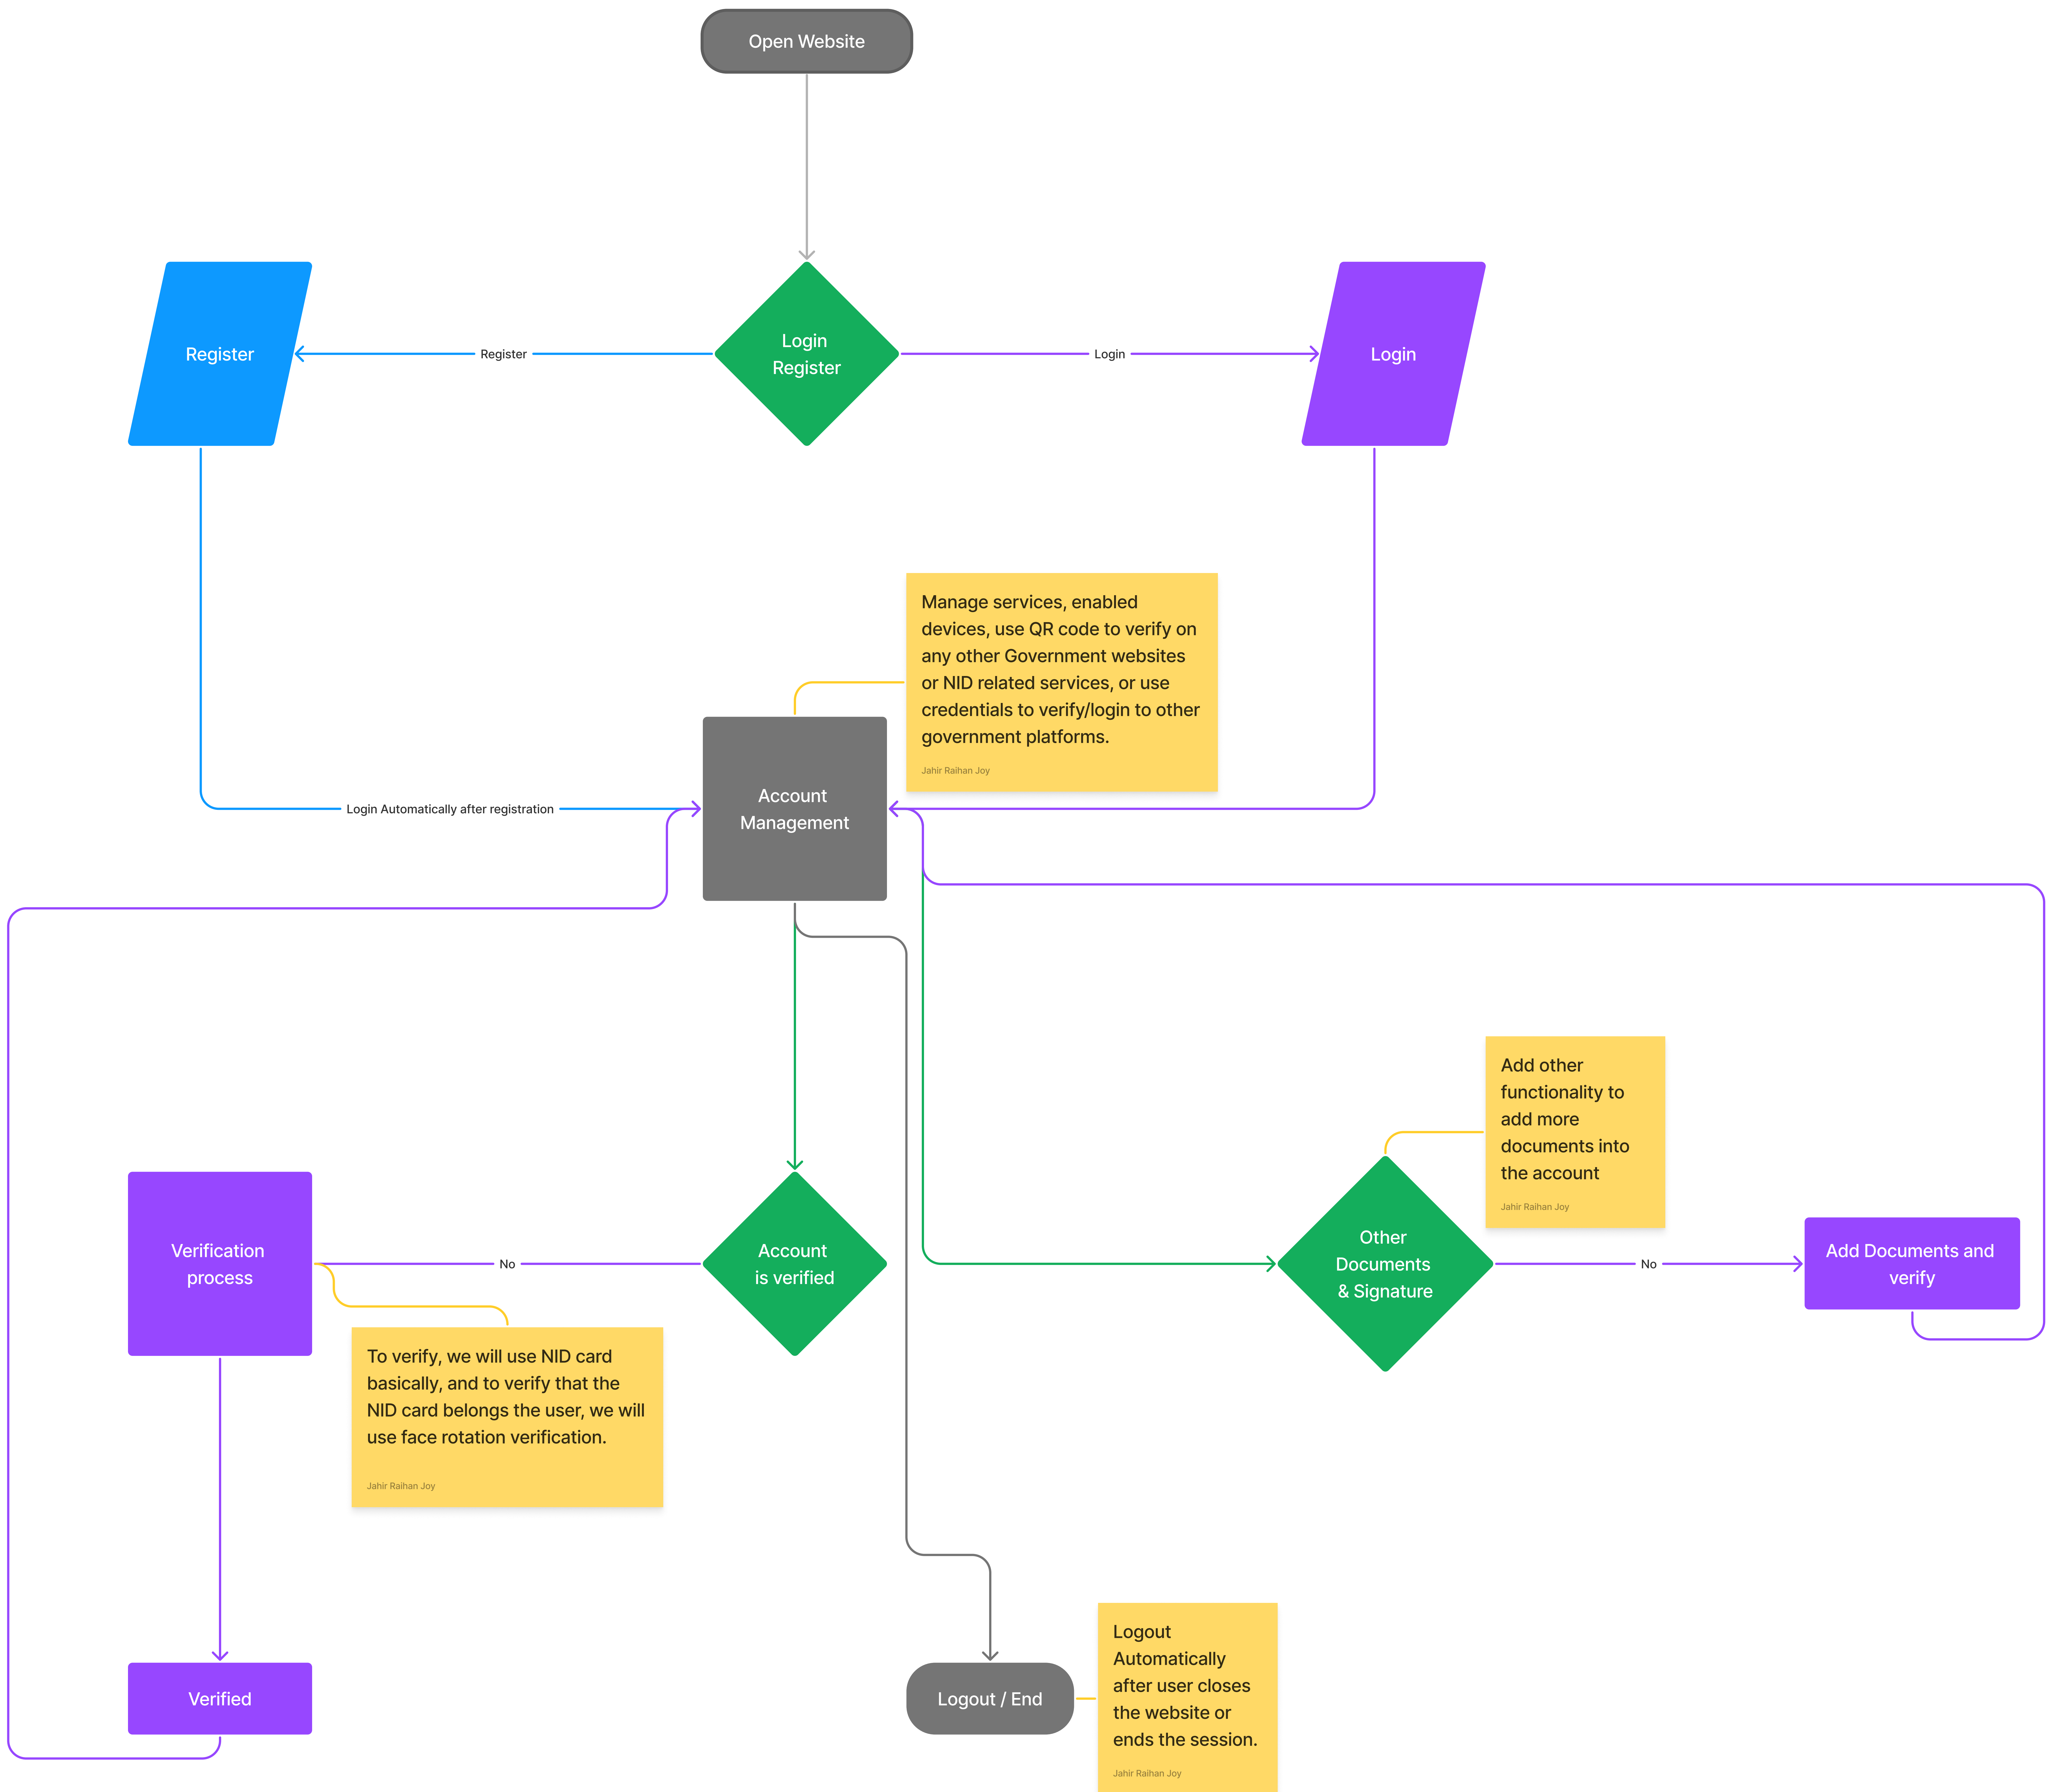 Open Website
Register
Register
Login
Register
Login
Login
Manage services, enabled
devices, use QR code to verify on
any other Government websites
or NID related services, or use
credentials to verify/login to other
government platforms.
Jahir Raihan Joy
Login Automatically after registration
Account
Management
Add other
functionality to
add more
documents into
the account
Jahir Raihan Joy
Verification
process
No
Account
is verified
Other
Documents
& Signature
No
Add Documents and
verify
To verify, we will use NID card
basically, and to verify that the
NID card belongs the user, we will
use face rotation verification.
Jahir Raihan Joy
Verified
Logout / End
Logout
Automatically
after user closes
the website or
ends the session.
Jahir Raihan Joy